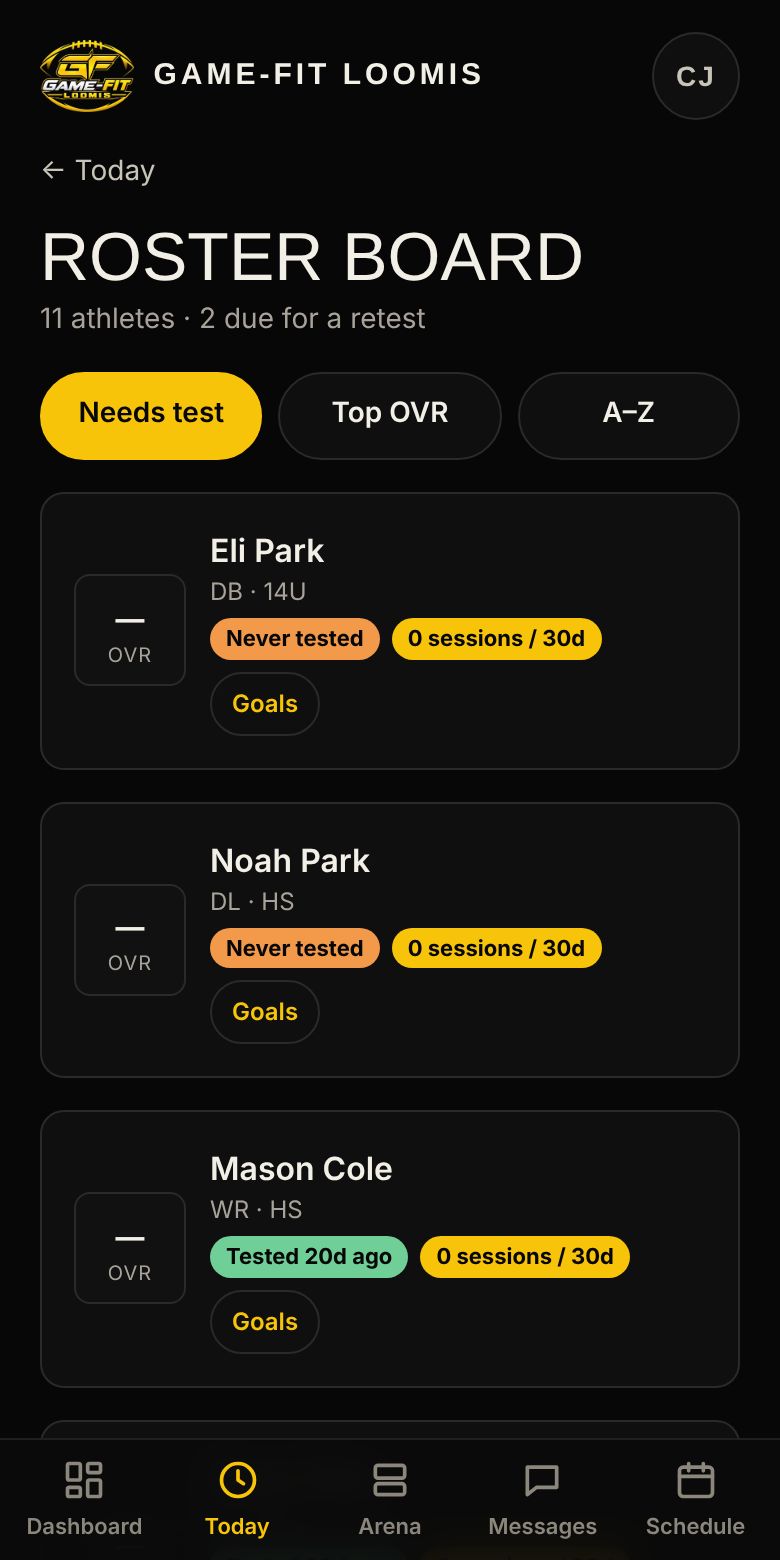 GF
GAME-FIT
LOOMIS
GAME-FIT LOOMIS
CJ
← Today
ROSTER BOARD
11 athletes · 2 due for a retest
Needs test
Top OVR
A–Z
Eli Park
DB · 14U
— OVR
Never tested
0 sessions / 30d
Goals
Noah Park
DL · HS
— OVR
Never tested
0 sessions / 30d
Goals
Mason Cole
WR · HS
— OVR
Tested 20d ago
0 sessions / 30d
Goals
Dashboard
Today
Arena
Messages
Schedule